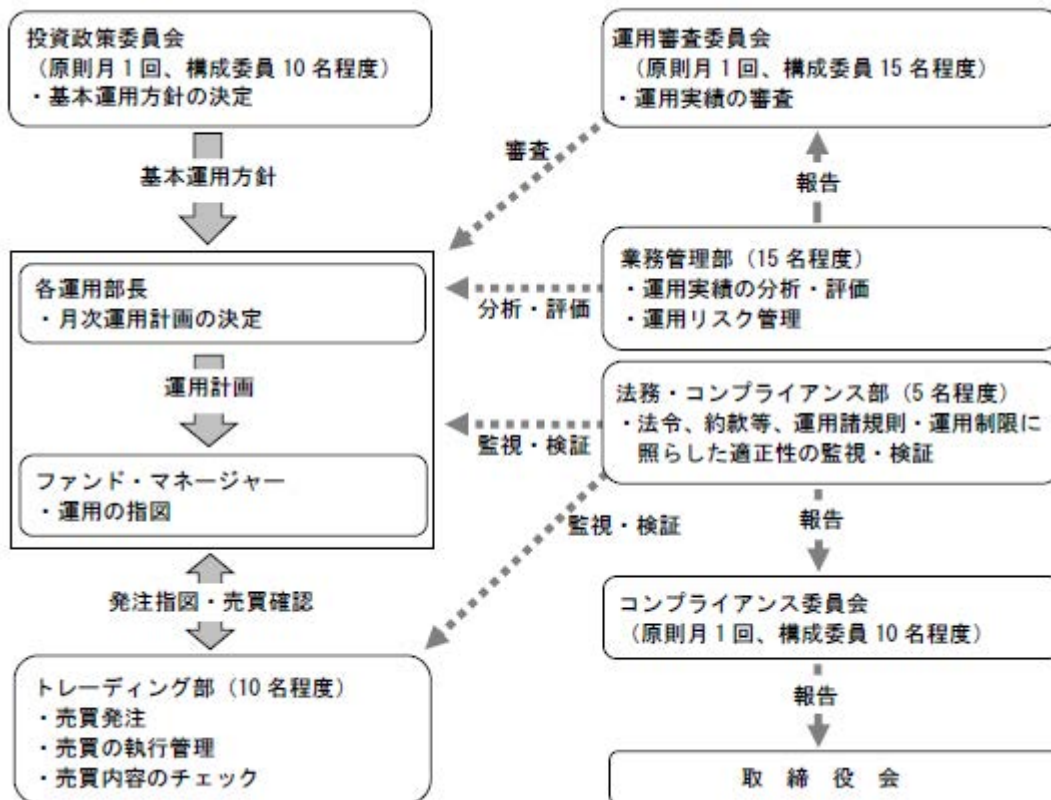 投資政策委員会
（原則月1回、構成委員10名程度）
・基本運用方針の決定
基本運用方針
各運用部長
・月次運用計画の決定
運用計画
ファンド・マネージャー
・運用の指図
発注指図・売買確認
トレーディング部（10名程度）
・売買発注
・売買の執行管理
・売買内容のチェック
運用審査委員会
（原則月1回、構成委員15名程度）
・運用実績の審査
審査
報告
業務管理部（15名程度）
・運用実績の分析・評価
・運用リスク管理
分析・評価
法務・コンプライアンス部（5名程度）
・法令、約款等、運用諸規則・運用制限に
照らした適正性の監視・検証
監視・検証
監視・検証
報告
コンプライアンス委員会
（原則月1回、構成委員10名程度）
報告
取締役会